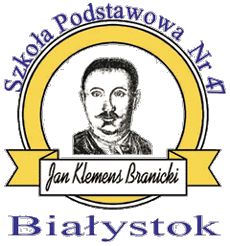 Szkoła Podstawowa Nr 47
Jan Klemens Branicki
Białystok